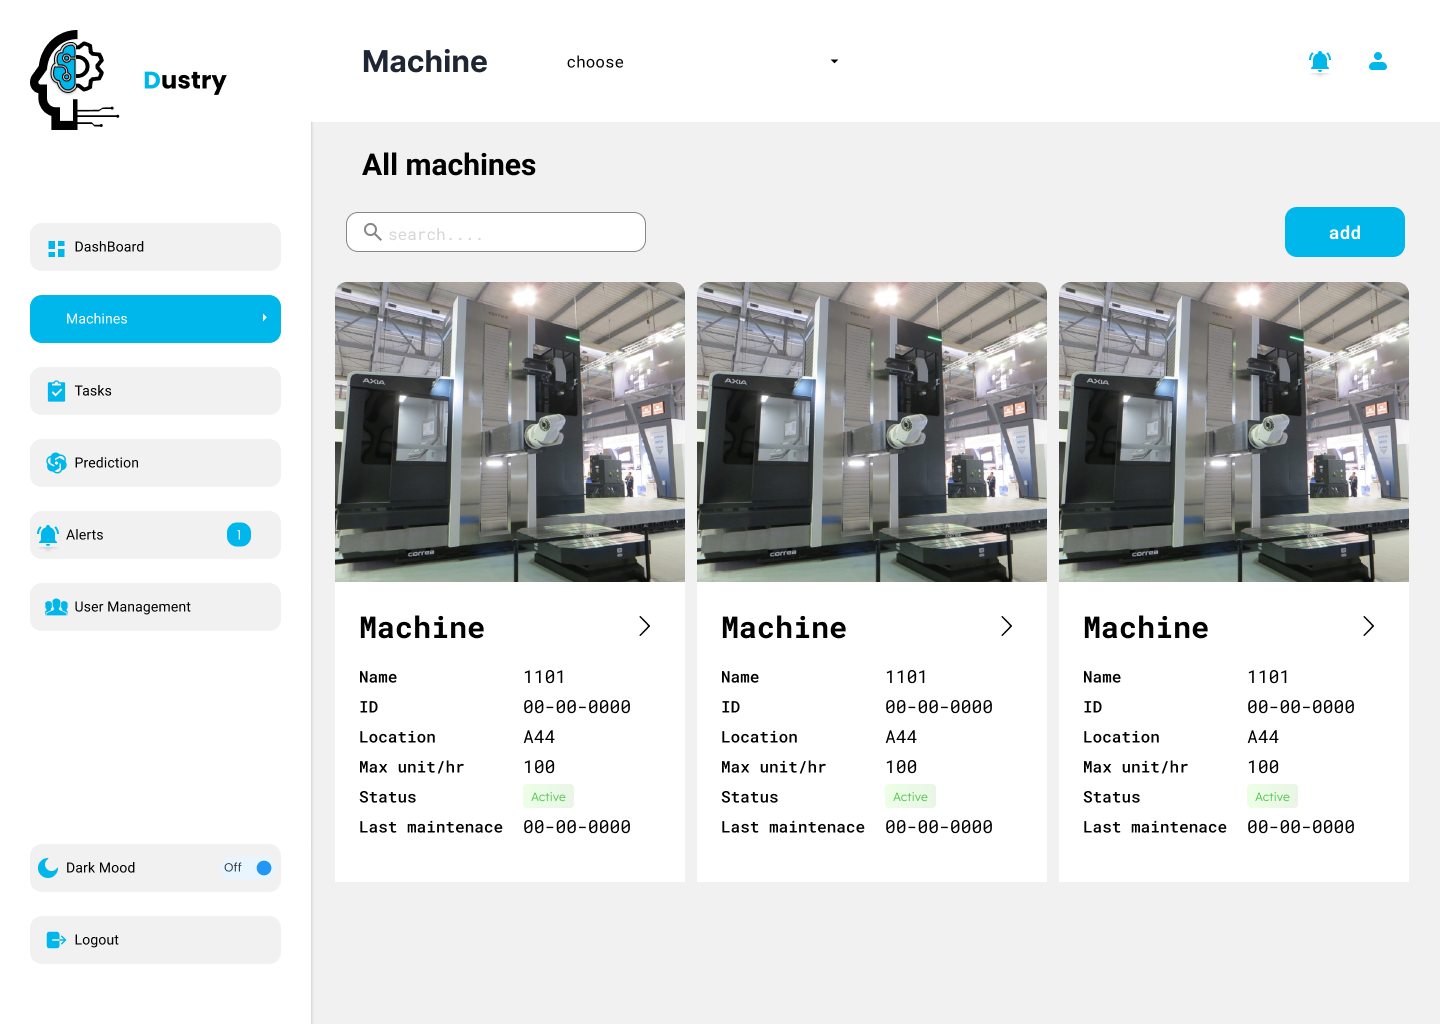 Dustry
Machine
choose
All machines
search....
add
DashBoard
Machines
Tasks
Prediction
Alerts
1
User Management
Dark Mood
Off
Logout
AXIA
correa
Machine
Name 1101
ID 00-00-0000
Location A44
Max unit/hr 100
Status Active
Last maintenace 00-00-0000
AXIA
correa
Machine
Name 1101
ID 00-00-0000
Location A44
Max unit/hr 100
Status Active
Last maintenace 00-00-0000
AXIA
correa
Machine
Name 1101
ID 00-00-0000
Location A44
Max unit/hr 100
Status Active
Last maintenace 00-00-0000